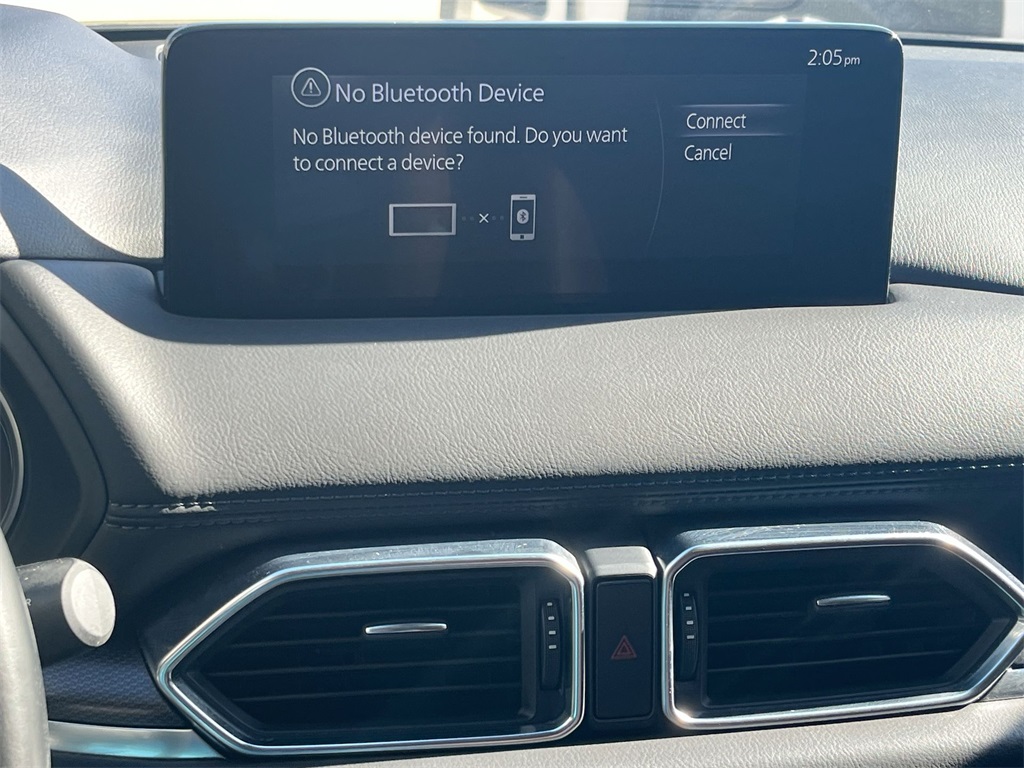 2:05pm
No Bluetooth Device
No Bluetooth device found. Do you want
to connect a device?
Connect
Cancel